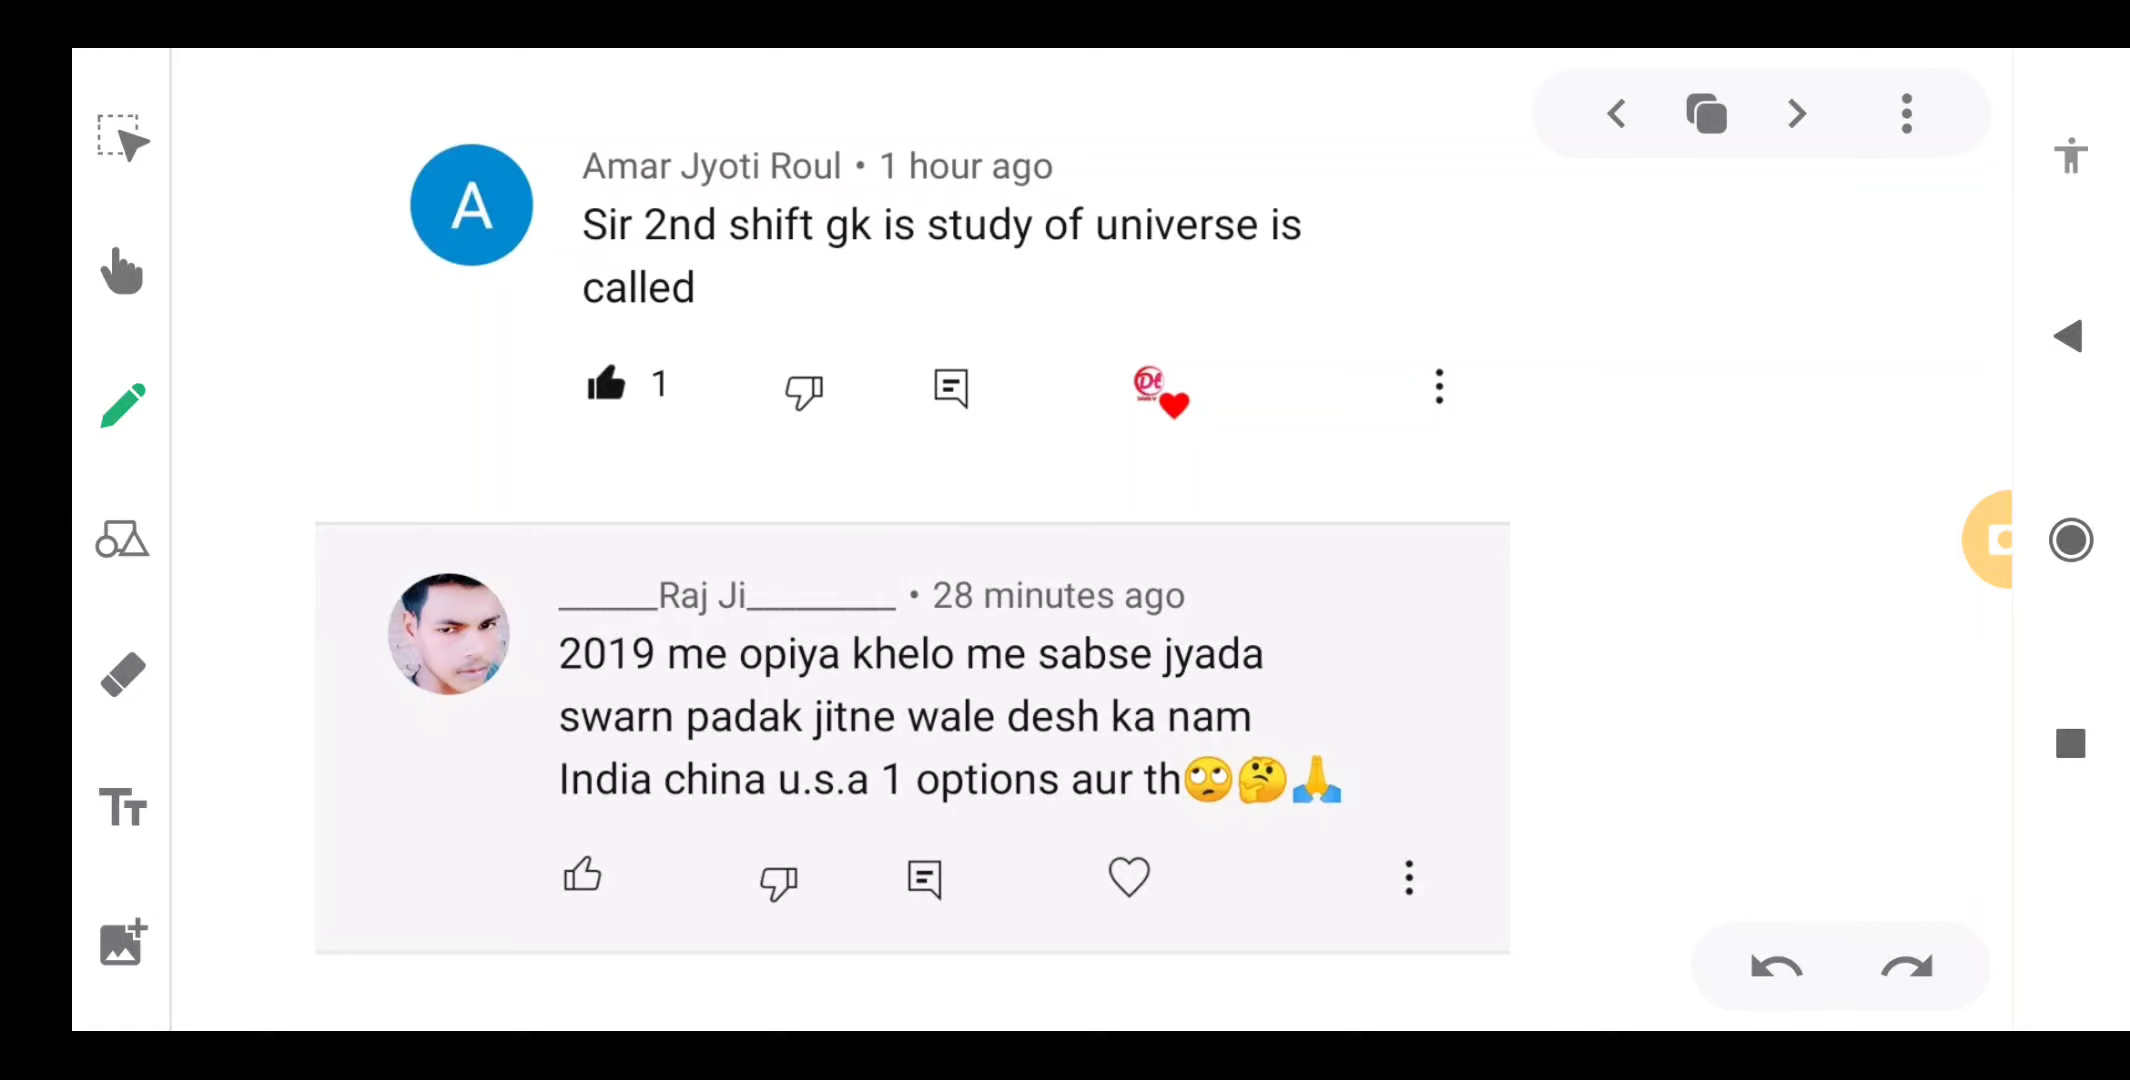 Amar Jyoti Roul • 1 hour ago
Sir 2nd shift gk is study of universe is
called
1
______Raj Ji_________ • 28 minutes ago
2019 me opiya khelo me sabse jyada
swarn padak jitne wale desh ka nam
India china u.s.a 1 options aur th🙄🤔🙏